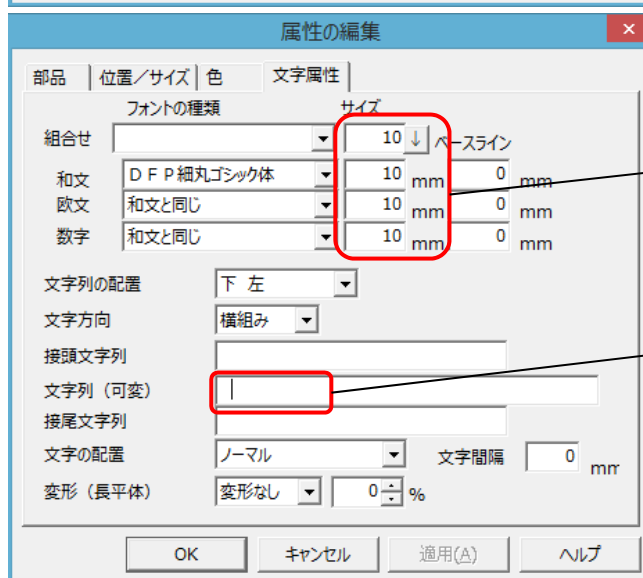 属性の編集 ×
部品 位置／サイズ 色 文字属性
フォントの種類 サイズ
組合せ 10 ↓ ベースライン
和文 ＤＦＰ細丸ゴシック体 10 mm 0 mm
欧文 和文と同じ 10 mm 0 mm
数字 和文と同じ 10 mm 0 mm
文字列の配置 下 左
文字方向 横組み
接頭文字列
文字列（可変）
接尾文字列
文字の配置 ノーマル 文字間隔 0 mm
変形（長平体） 変形なし 0 %
OK キャンセル 適用(A) ヘルプ